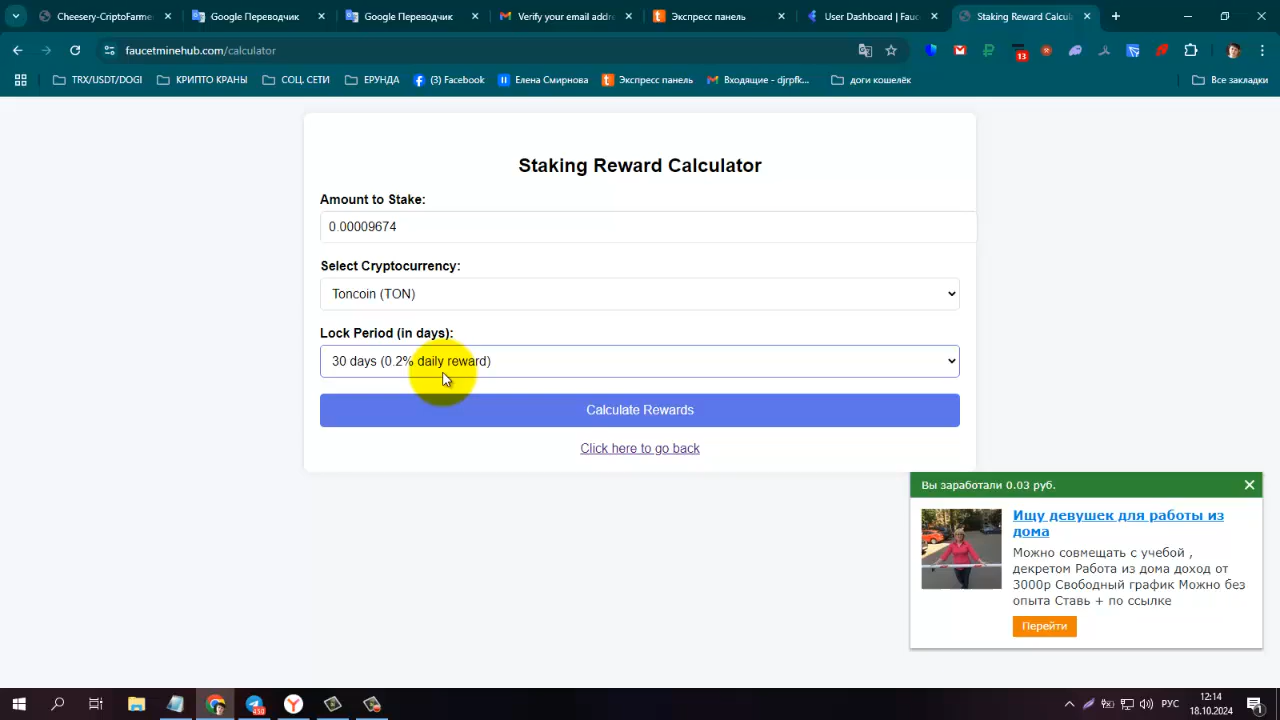 Cheesery-CriptoFarmer
Google Переводчик
Google Переводчик
Verify your email addre
Экспресс панель
User Dashboard | Fauc
Staking Reward Calcula
faucetminehub.com/calculator
13
TRX/USDT/DOGI
КРИПТО КРАНЫ
СОЦ. СЕТИ
ЕРУНДА
(3) Facebook
Елена Смирнова
Экспресс панель
Входящие - djrpfk...
доги кошелёк
Все закладки
Staking Reward Calculator
Amount to Stake:
0.00009674
Select Cryptocurrency:
Toncoin (TON)
Lock Period (in days):
30 days (0.2% daily reward)
Calculate Rewards
Click here to go back
Вы заработали 0.03 руб.
Ищу девушек для работы из
дома
Можно совмещать с учебой ,
декретом Работа из дома доход от
3000р Свободный график Можно без
опыта Ставь + по ссылке
Перейти
РУС
12:14
18.10.2024